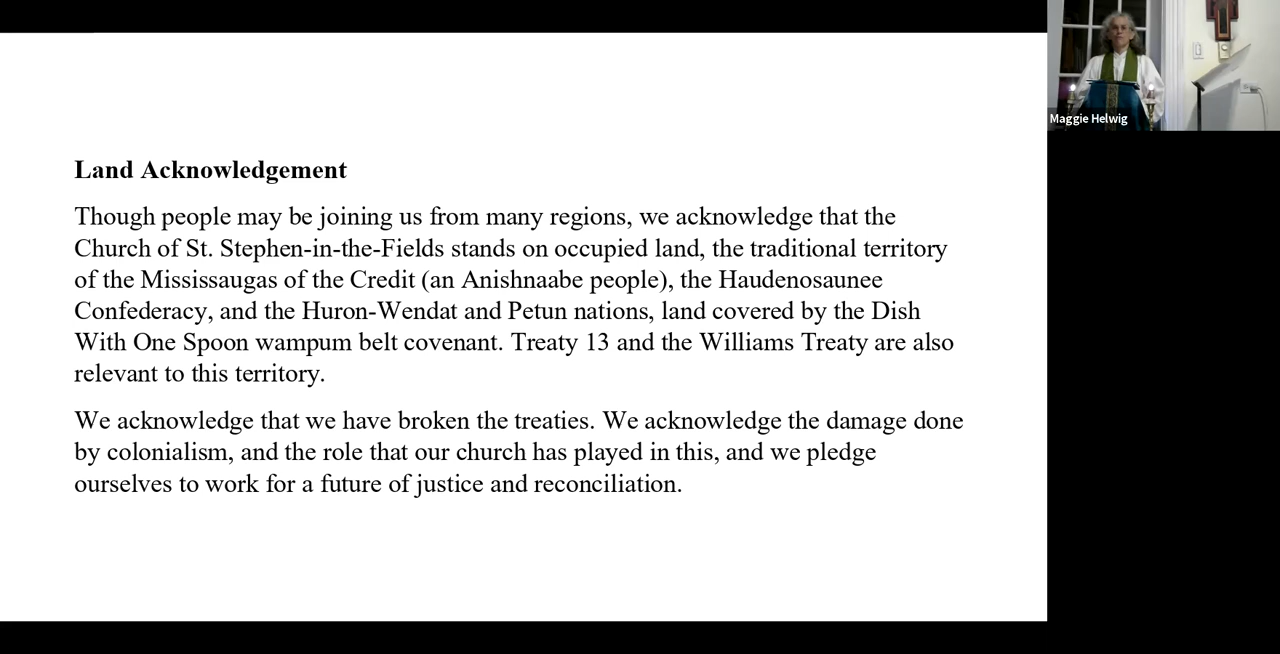 Land Acknowledgement
Though people may be joining us from many regions, we acknowledge that the
Church of St. Stephen-in-the-Fields stands on occupied land, the traditional territory
of the Mississaugas of the Credit (an Anishnaabe people), the Haudenosaunee
Confederacy, and the Huron-Wendat and Petun nations, land covered by the Dish
With One Spoon wampum belt covenant. Treaty 13 and the Williams Treaty are also
relevant to this territory.
We acknowledge that we have broken the treaties. We acknowledge the damage done
by colonialism, and the role that our church has played in this, and we pledge
ourselves to work for a future of justice and reconciliation.
Maggie Helwig